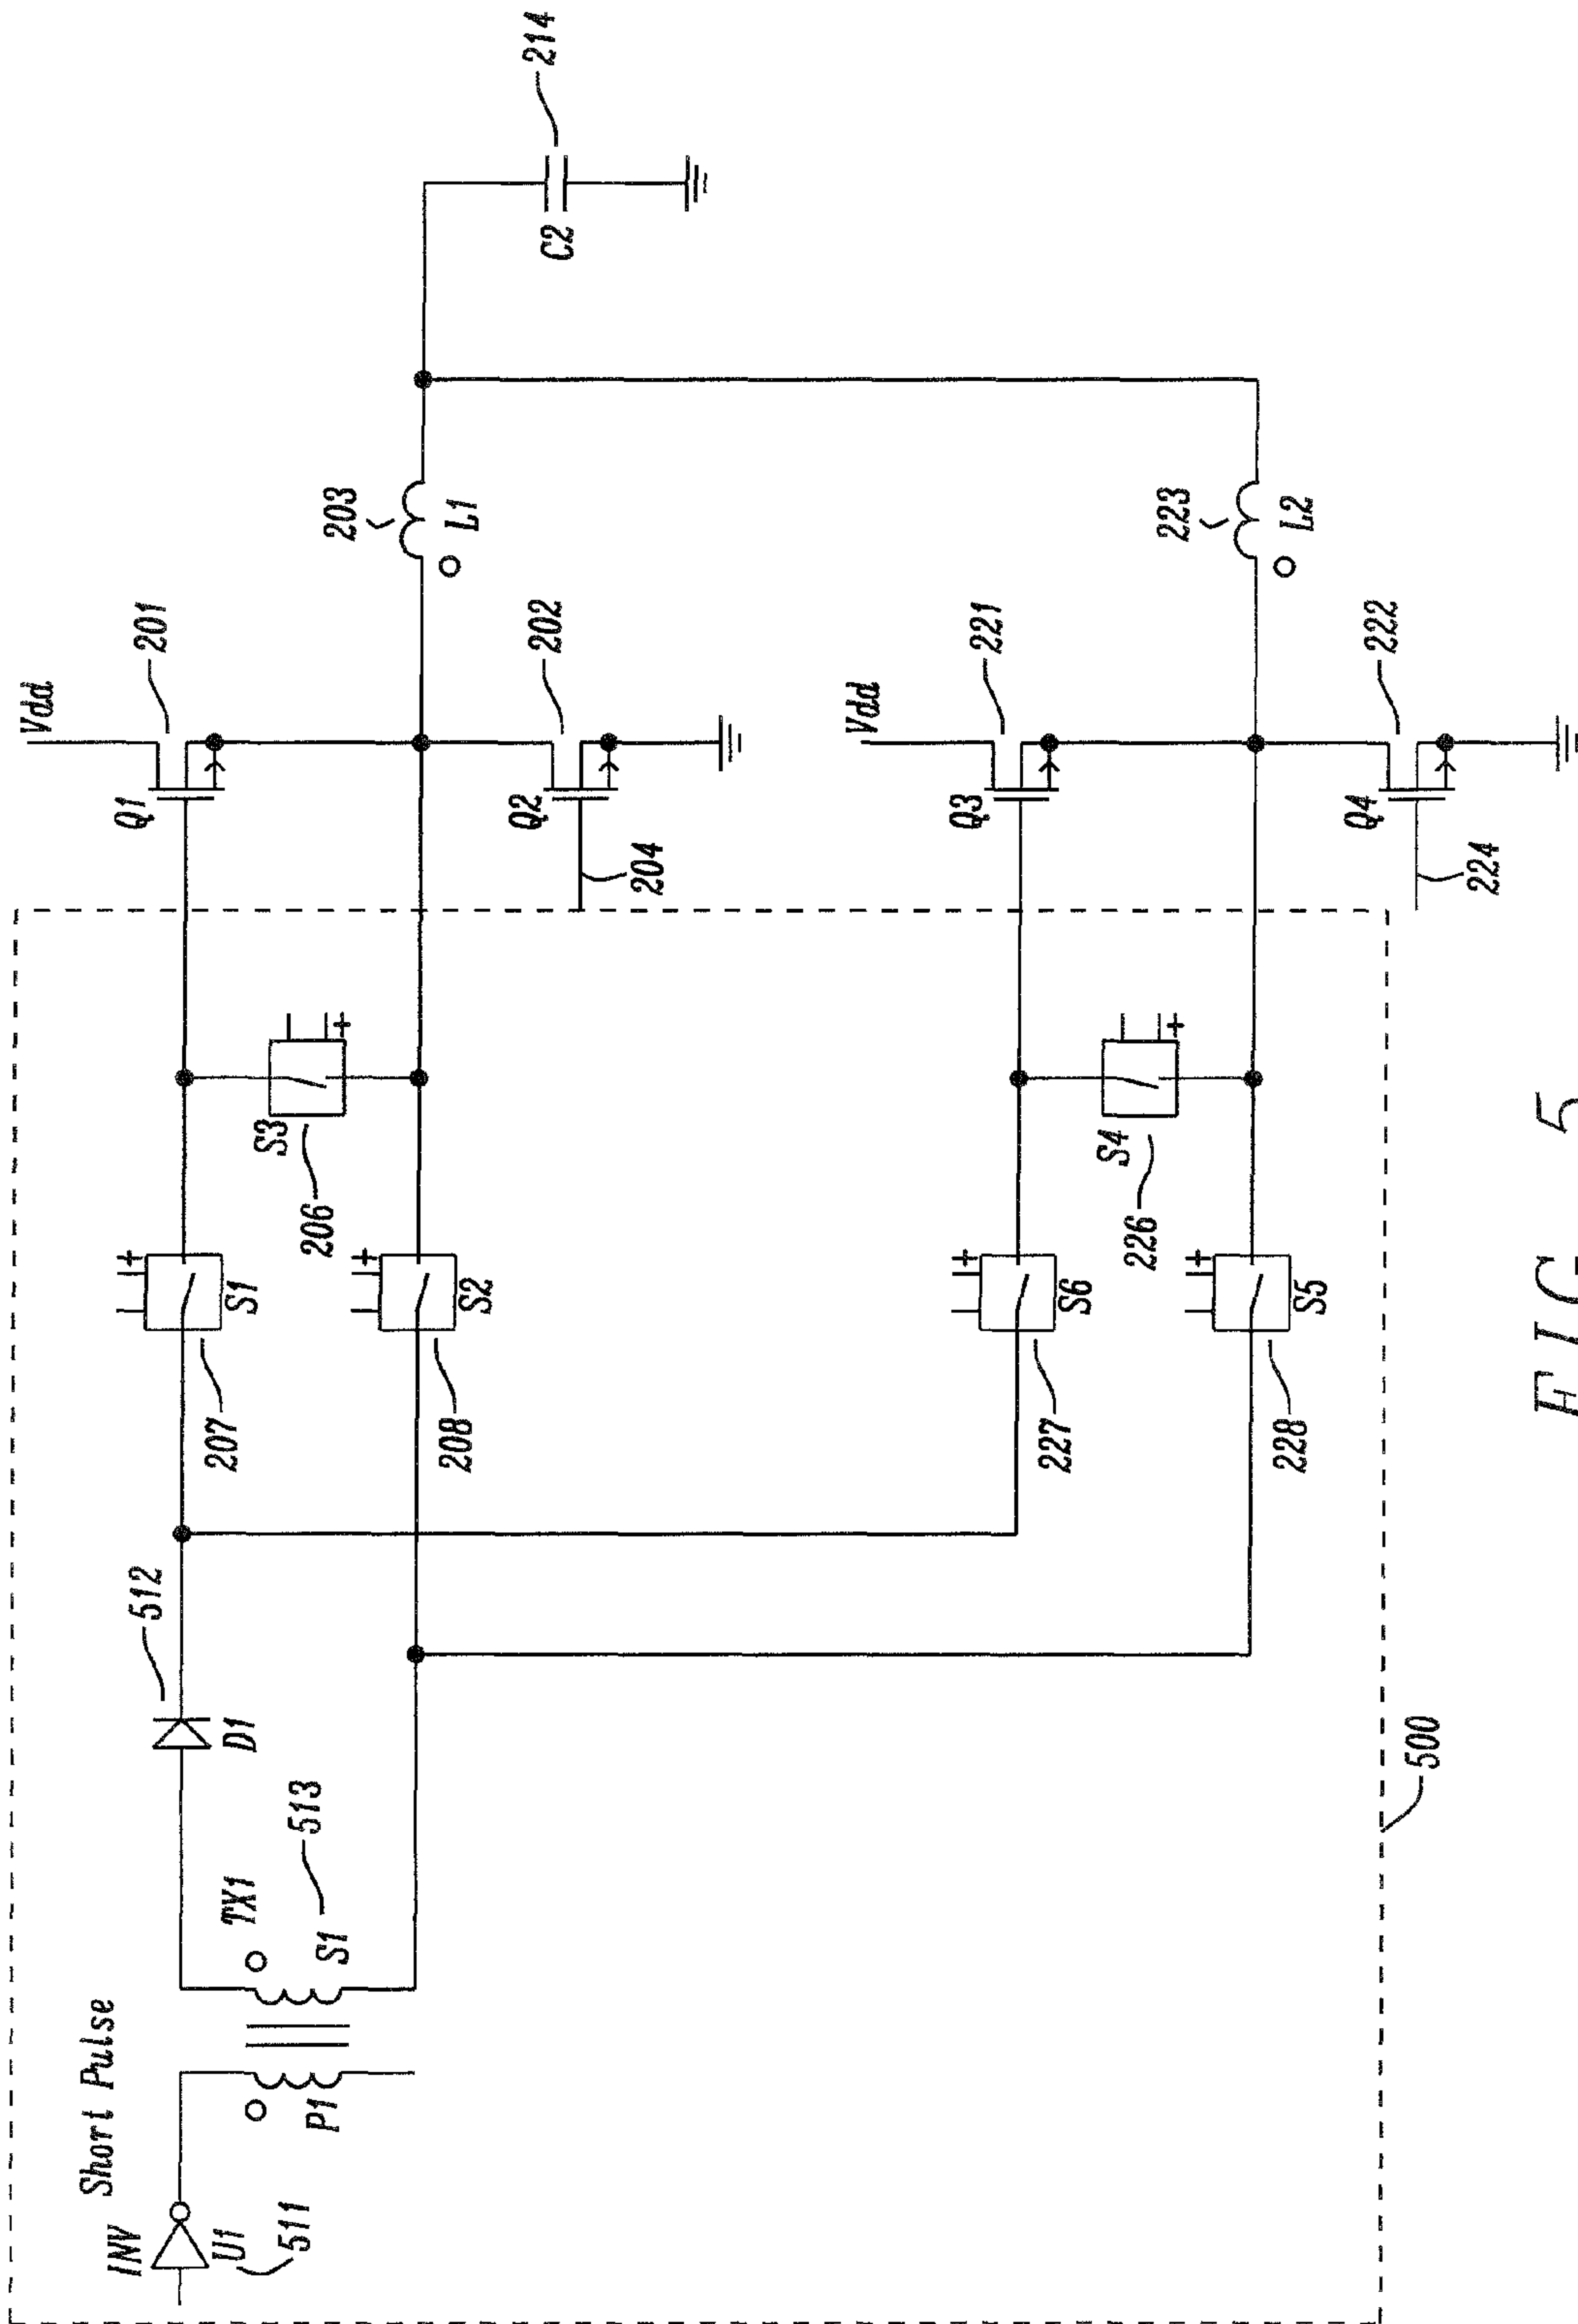 Short Pulse
INV
U1
511
P1
TX1
S1
513
D1
512
207
S1
208
S2
S3
206
Q1
Vdd
201
Q2
202
204
203
L1
C2
214
227
S6
228
S5
S4
226
Q3
Vdd
221
Q4
222
224
223
L2
500
FIG. 5